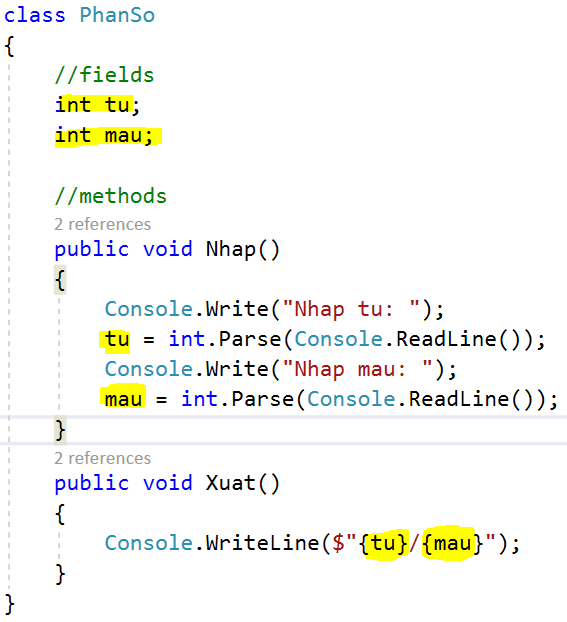 class PhanSo
{
//fields
int tu;
int mau;
//methods
2 references
public void Nhap()
{
Console.Write("Nhap tu: ");
tu = int.Parse(Console.ReadLine());
Console.Write("Nhap mau: ");
mau = int.Parse(Console.ReadLine());
}
2 references
public void Xuat()
{
Console.WriteLine($"{tu}/{mau}");
}
}